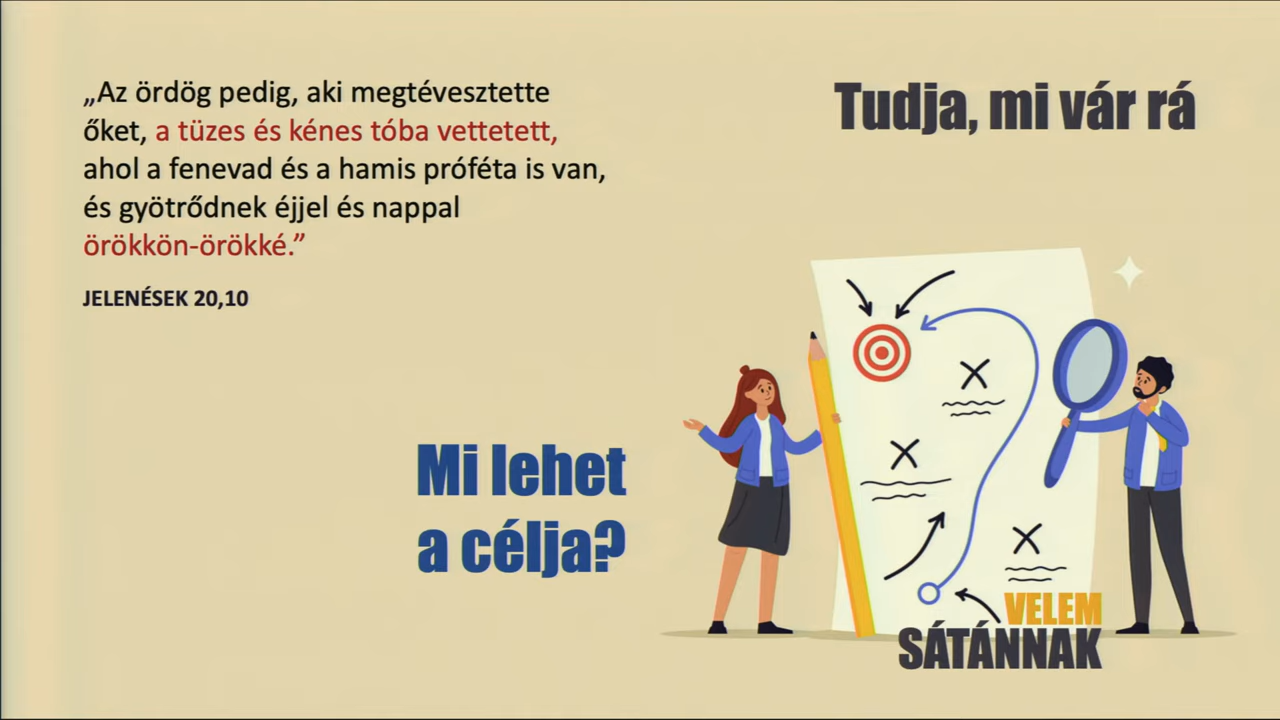 „Az ördög pedig, aki megtévesztette
őket, a tüzes és kénes tóba vettetett,
ahol a fenevad és a hamis próféta is van,
és gyötrődnek éjjel és nappal
örökkön-örökké.”
JELENÉSEK 20,10
Tudja, mi vár rá
Mi lehet
a célja?
VELEM
SÁTÁNNAK